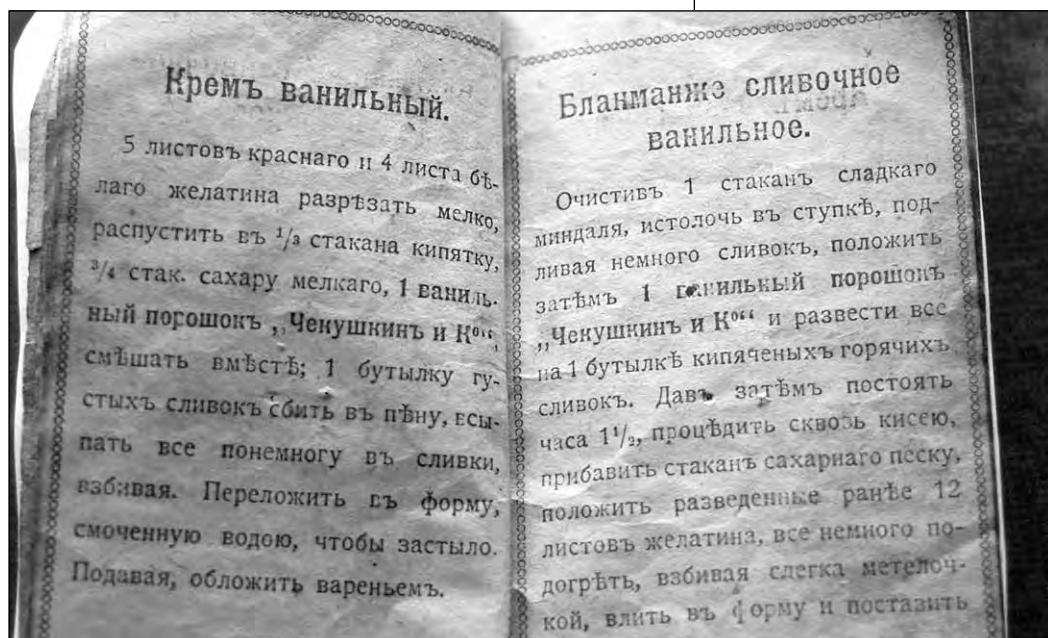 Кремъ ванильный.
5 листовъ краснаго и 4 листа бѣ-
лаго желатина разрѣзать мелко,
распустить въ ¹/₃ стакана кипятку,
³/₄ стак. сахару мелкаго, 1 ваниль-
ный порошокъ „Чекушкинъ и Кº“,
смѣшать вмѣстѣ; 1 бутылку гу-
стыхъ сливокъ сбить въ пѣну, всы-
пать все понемногу въ сливки,
взбивая. Переложить въ форму,
смоченную водою, чтобы застыло.
Подавая, обложить вареньемъ.
Бланманже сливочное
ванильное.
Очистивъ 1 стаканъ сладкаго
миндаля, истолочь въ ступкѣ, под-
ливая немного сливокъ, положить
затѣмъ 1 ванильный порошокъ
„Чекушкинъ и Кº“ и развести все
на 1 бутылкѣ кипяченыхъ горячихъ
сливокъ. Давъ затѣмъ постоять
часа 1¹/₂, процѣдить сквозь кисею,
прибавить стаканъ сахарнаго песку,
положить разведенные ранѣе 12
листовъ желатина, все немного по-
догрѣть, взбивая слегка метелоч-
кой, влить въ форму и поставить